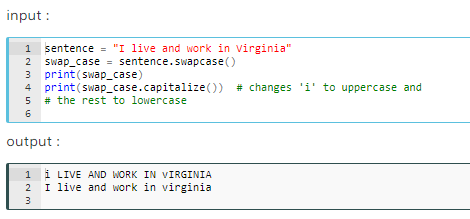 input :
1 sentence = "I live and work in Virginia"
2 swap_case = sentence.swapcase()
3 print(swap_case)
4 print(swap_case.capitalize())  # changes 'i' to uppercase and
5 # the rest to lowercase
6
output :
1 i LIVE AND WORK IN vIRGINIA
2 I live and work in virginia
3